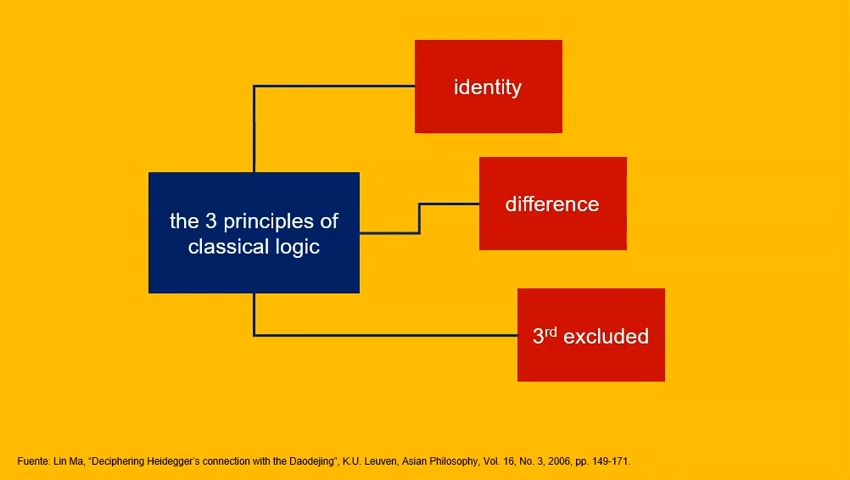 identity
difference
the 3 principles of
classical logic
3rd excluded
Fuente: Lin Ma, “Deciphering Heidegger’s connection with the Daodejing”, K.U. Leuven, Asian Philosophy, Vol. 16, No. 3, 2006, pp. 149-171.